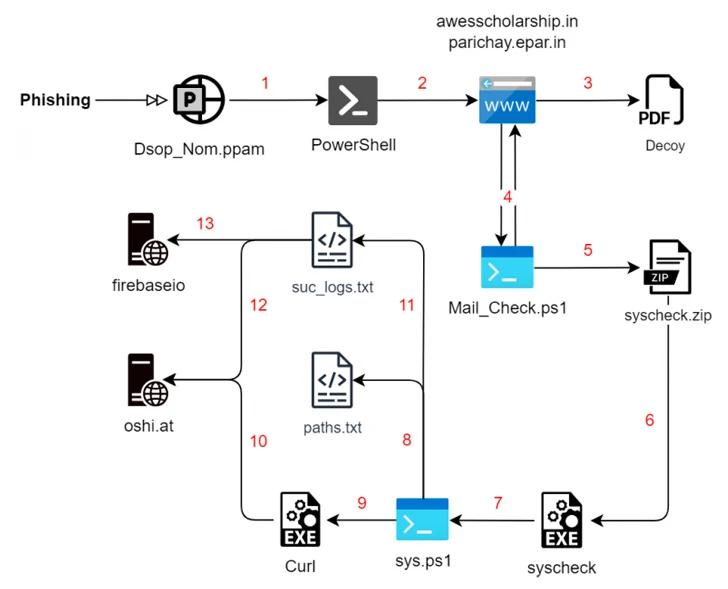 awesscholarship.in
parichay.epar.in
Phishing
P
1
2
www
3
PDF
Dsop_Nom.ppam
PowerShell
Decoy
4
13
</>
5
ZIP
firebaseio
suc_logs.txt
Mail_Check.ps1
syscheck.zip
12
11
</>
oshi.at
paths.txt
6
10
8
9
7
EXE
EXE
Curl
sys.ps1
syscheck